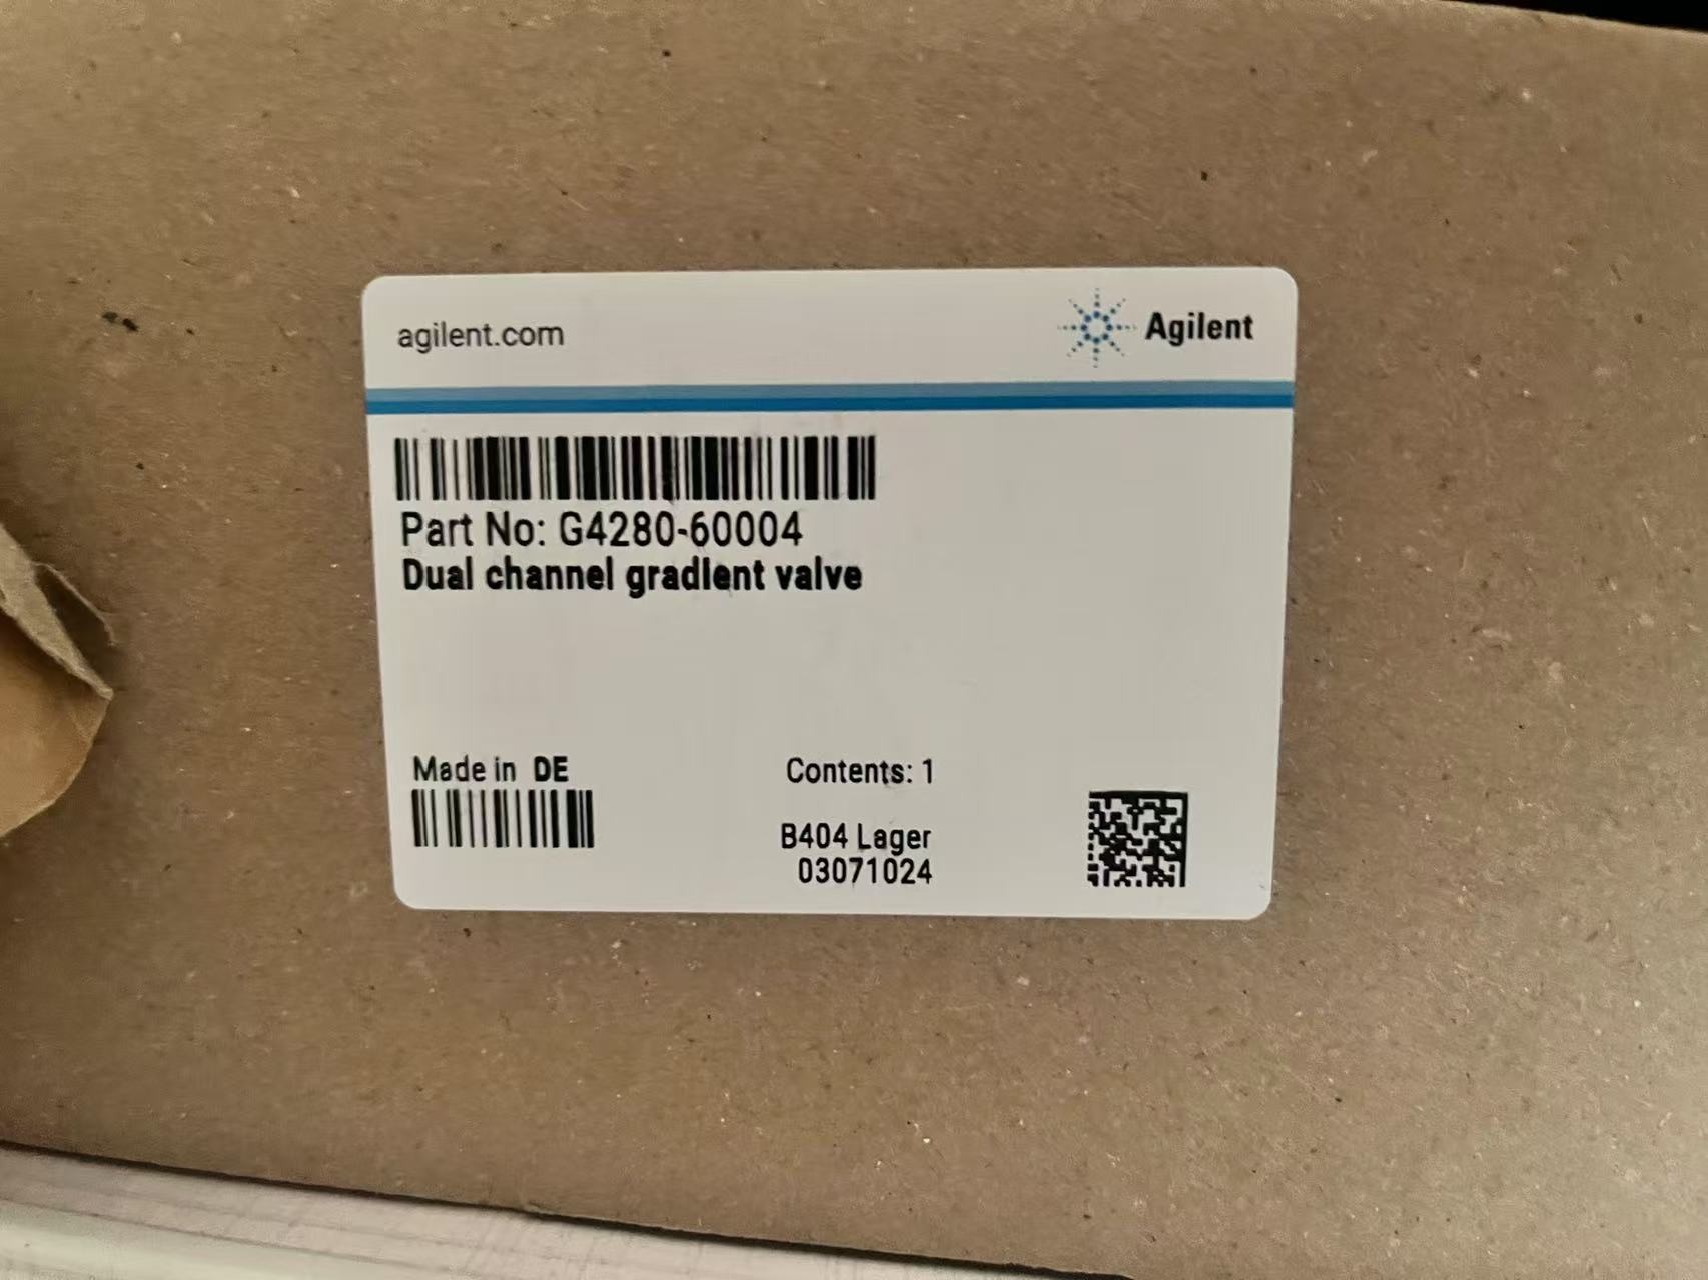 agilent.com
Agilent
Part No: G4280-60004
Dual channel gradient valve
Made in DE
Contents: 1
B404 Lager
03071024